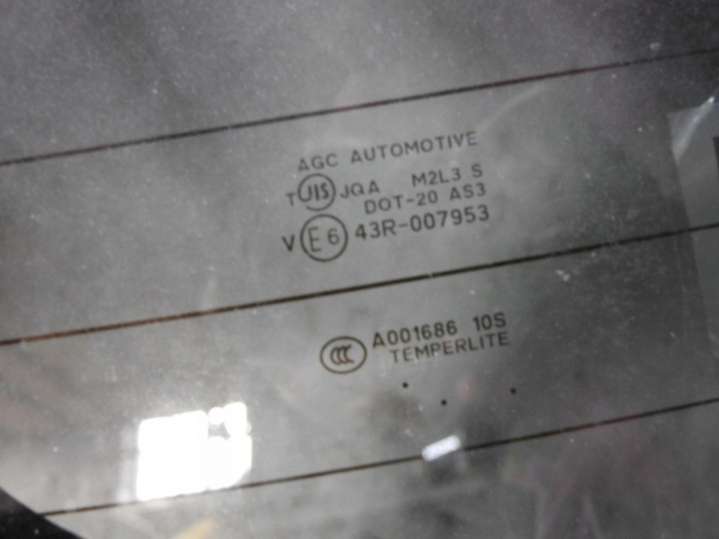 AGC AUTOMOTIVE
T JIS JQA M2L3 S
DOT-20 AS3
V E6 43R-007953
CCC A001686 10S
TEMPERLITE